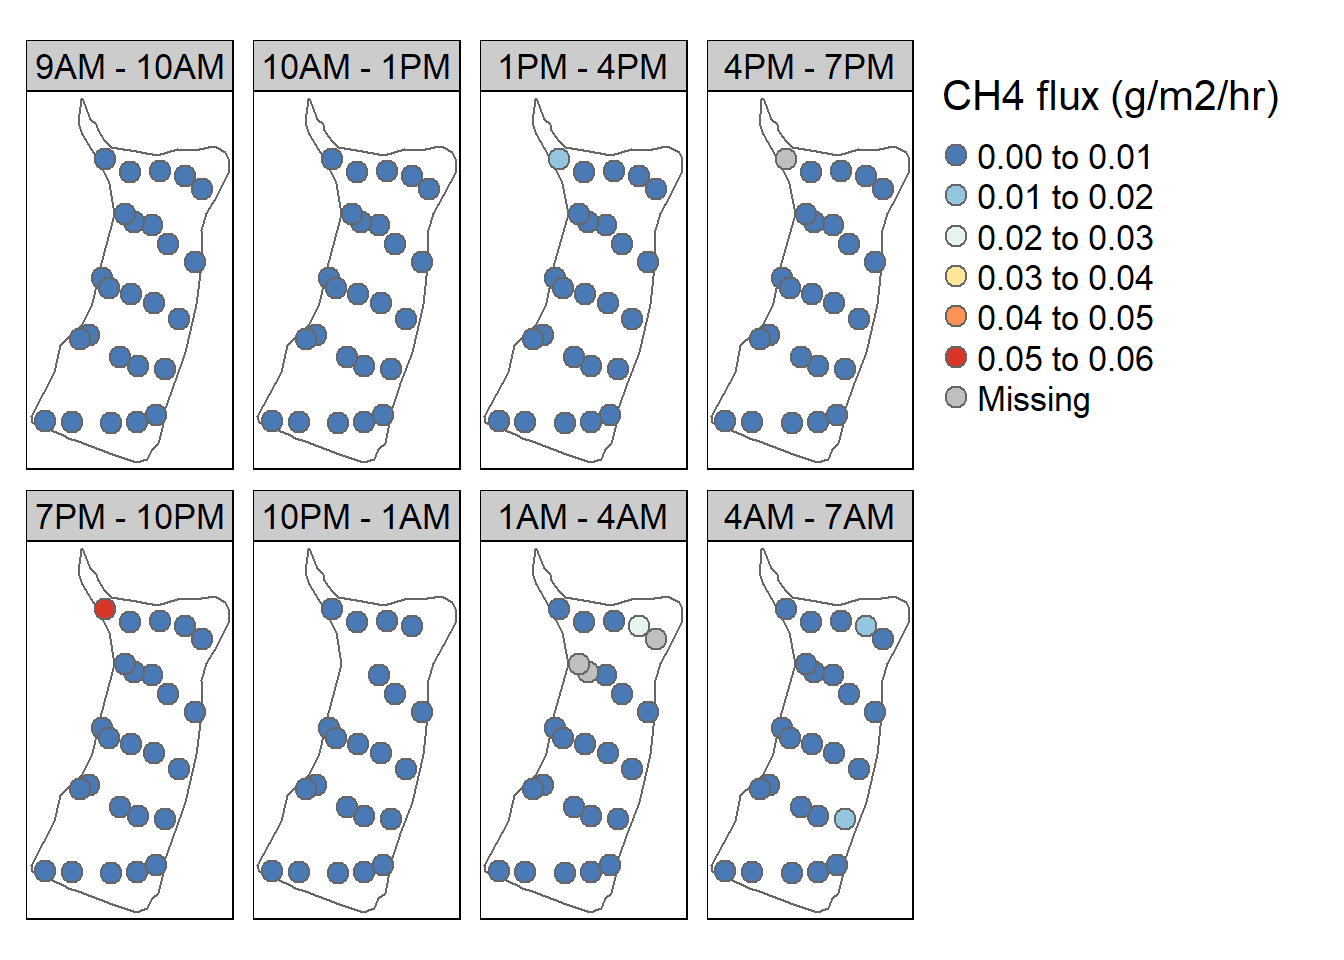 9AM - 10AM
10AM - 1PM
1PM - 4PM
4PM - 7PM
CH4 flux (g/m2/hr)
0.00 to 0.01
0.01 to 0.02
0.02 to 0.03
0.03 to 0.04
0.04 to 0.05
0.05 to 0.06
Missing
7PM - 10PM
10PM - 1AM
1AM - 4AM
4AM - 7AM